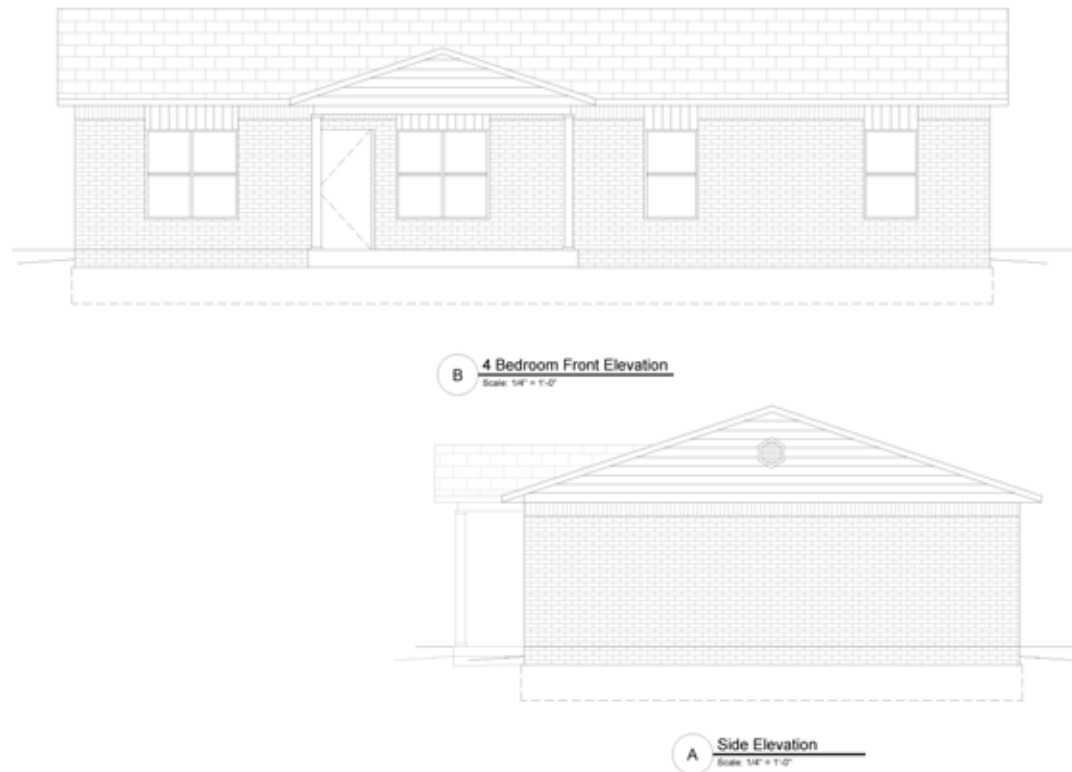 B
4 Bedroom Front Elevation
Scale: 1/4" = 1'-0"
A
Side Elevation
Scale: 1/4" = 1'-0"